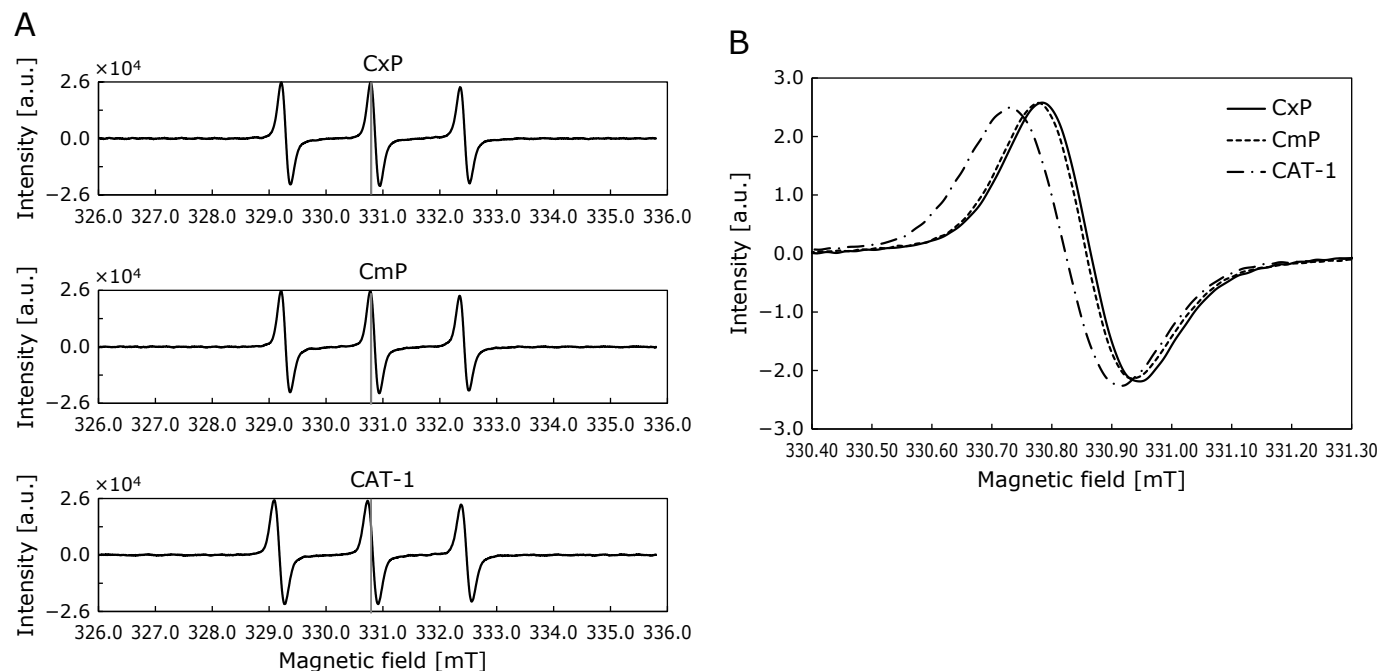 A
CxP
×10⁴
Intensity [a.u.]
2.6
0.0
−2.6
326.0 327.0 328.0 329.0 330.0 331.0 332.0 333.0 334.0 335.0 336.0
CmP
×10⁴
Intensity [a.u.]
2.6
0.0
−2.6
326.0 327.0 328.0 329.0 330.0 331.0 332.0 333.0 334.0 335.0 336.0
CAT-1
×10⁴
Intensity [a.u.]
2.6
0.0
−2.6
326.0 327.0 328.0 329.0 330.0 331.0 332.0 333.0 334.0 335.0 336.0
Magnetic field [mT]
B
Intensity [a.u.]
3.0
2.0
1.0
0.0
−1.0
−2.0
−3.0
CxP
CmP
CAT-1
330.40 330.50 330.60 330.70 330.80 330.90 331.00 331.10 331.20 331.30
Magnetic field [mT]